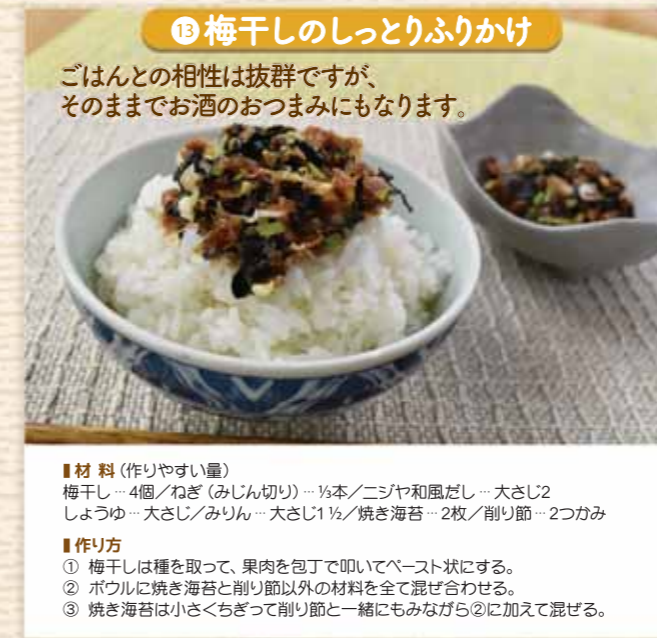 ⓭梅干しのしっとりふりかけ
ごはんとの相性は抜群ですが、
そのままでお酒のおつまみにもなります。
材 料（作りやすい量）
梅干し … 4個／ねぎ（みじん切り）… ⅓本／ニジヤ和風だし … 大さじ2
しょうゆ … 大さじ／みりん … 大さじ1 ½／焼き海苔 … 2枚／削り節 … 2つかみ
作り方
① 梅干しは種を取って、果肉を包丁で叩いてペースト状にする。
② ボウルに焼き海苔と削り節以外の材料を全て混ぜ合わせる。
③ 焼き海苔は小さくちぎって削り節と一緒にもみながら②に加えて混ぜる。